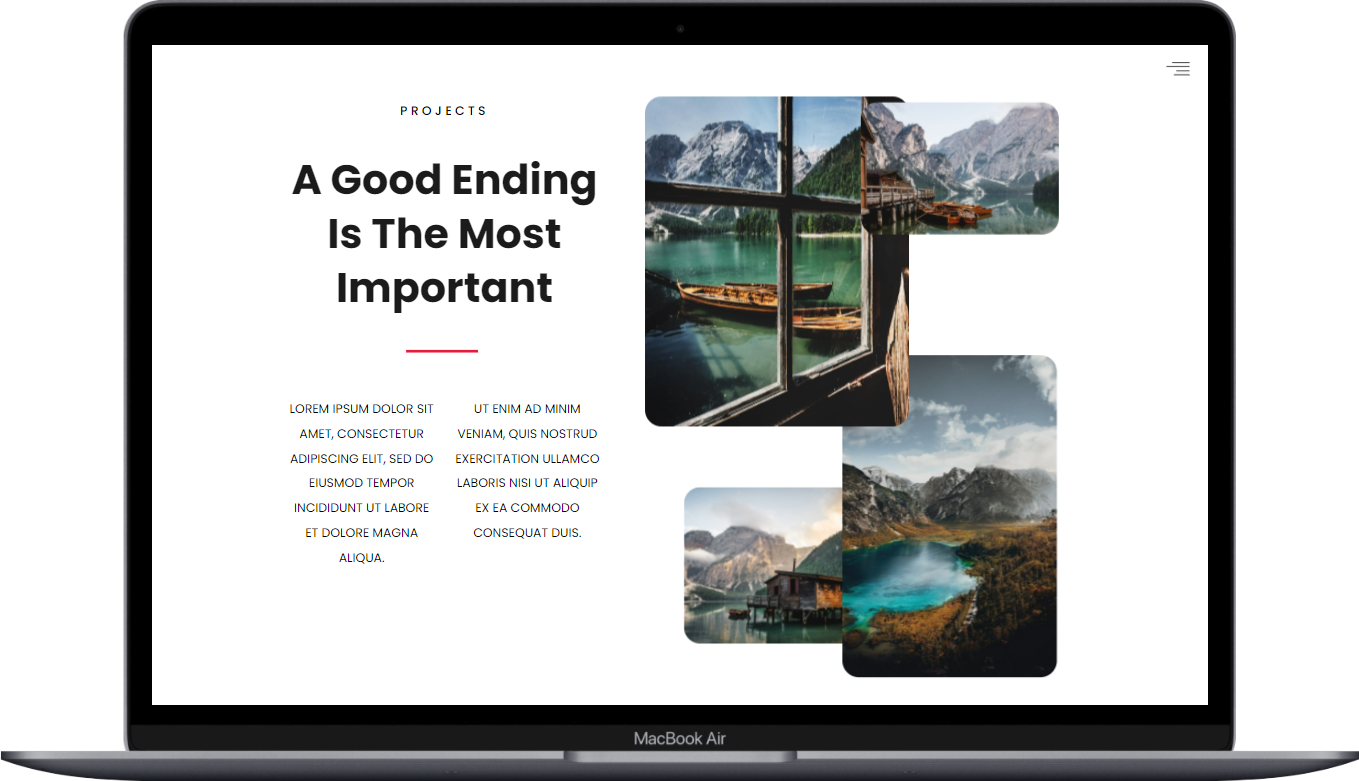 PROJECTS
A Good Ending
Is The Most
Important
LOREM IPSUM DOLOR SIT
AMET, CONSECTETUR
ADIPISCING ELIT, SED DO
EIUSMOD TEMPOR
INCIDIDUNT UT LABORE
ET DOLORE MAGNA
ALIQUA.
UT ENIM AD MINIM
VENIAM, QUIS NOSTRUD
EXERCITATION ULLAMCO
LABORIS NISI UT ALIQUIP
EX EA COMMODO
CONSEQUAT DUIS.
MacBook Air